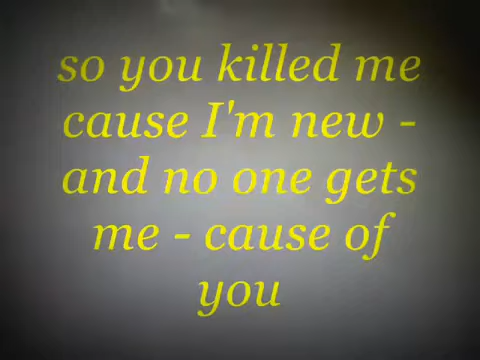 so you killed me
cause I'm new -
and no one gets
me - cause of
you